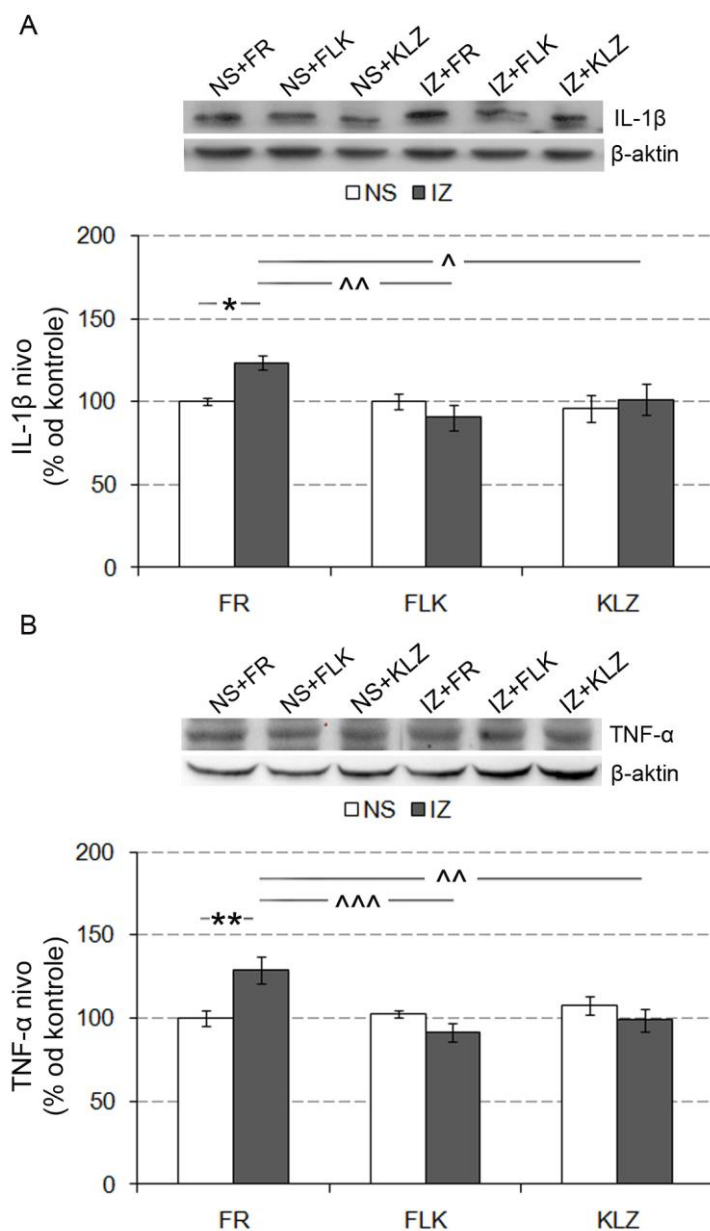 A
NS+FR NS+FLK NS+KLZ IZ+FR IZ+FLK IZ+KLZ
IL-1β
β-aktin
NS IZ
IL-1β nivo
(% od kontrole)
200
150
100
50
0
^
^^
*
FR FLK KLZ
B
NS+FR NS+FLK NS+KLZ IZ+FR IZ+FLK IZ+KLZ
TNF-α
β-aktin
NS IZ
TNF-α nivo
(% od kontrole)
200
150
100
50
0
^^
^^^
**
FR FLK KLZ